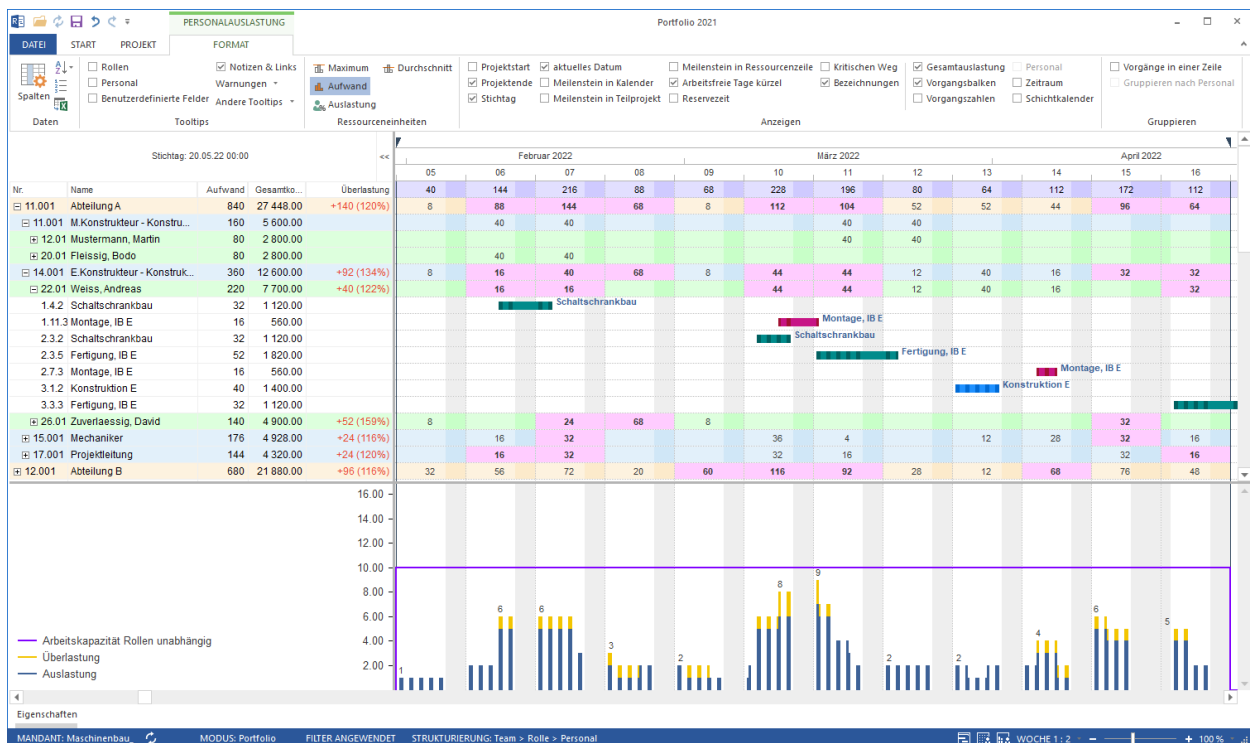 PERSONALAUSLASTUNG
Portfolio 2021
DATEI START PROJEKT FORMAT
Spalten
Daten
Rollen
Personal
Benutzerdefinierte Felder
Notizen & Links
Warnungen
Andere Tooltips
Tooltips
Maximum
Durchschnitt
Aufwand
Auslastung
Ressourceneinheiten
Projektstart
Projektende
Stichtag
aktuelles Datum
Meilenstein in Kalender
Meilenstein in Teilprojekt
Meilenstein in Ressourcenzeile
Arbeitsfreie Tage kürzel
Reservezeit
Kritischen Weg
Bezeichnungen
Gesamtauslastung
Vorgangsbalken
Vorgangszahlen
Personal
Zeitraum
Schichtkalender
Anzeigen
Vorgänge in einer Zeile
Gruppieren nach Personal
Gruppieren
Stichtag: 20.05.22 00:00 <<
Februar 2022 März 2022 April 2022
05 06 07 08 09 10 11 12 13 14 15 16
Nr. Name Aufwand Gesamtko... Überlastung 40 144 216 88 68 228 196 80 64 112 172 112
11.001 Abteilung A 840 27 448.00 +140 (120%) 8 88 144 68 8 112 104 52 52 44 96 64
11.001 M.Konstrukteur - Konstru... 160 5 600.00 40 40 40 40
12.01 Mustermann, Martin 80 2 800.00 40 40
20.01 Fleissig, Bodo 80 2 800.00 40 40
14.001 E.Konstrukteur - Konstruk... 360 12 600.00 +92 (134%) 8 16 40 68 8 44 44 12 40 16 32 32
22.01 Weiss, Andreas 220 7 700.00 +40 (122%) 16 16 44 44 12 40 16 32
1.4.2 Schaltschrankbau 32 1 120.00 Schaltschrankbau
1.11.3 Montage, IB E 16 560.00 Montage, IB E
2.3.2 Schaltschrankbau 32 1 120.00 Schaltschrankbau
2.3.5 Fertigung, IB E 52 1 820.00 Fertigung, IB E
2.7.3 Montage, IB E 16 560.00 Montage, IB E
3.1.2 Konstruktion E 40 1 400.00 Konstruktion E
3.3.3 Fertigung, IB E 32 1 120.00
26.01 Zuverlaessig, David 140 4 900.00 +52 (159%) 8 24 68 8 32
15.001 Mechaniker 176 4 928.00 +24 (116%) 16 32 36 4 12 28 32 16
17.001 Projektleitung 144 4 320.00 +24 (120%) 16 32 32 16 32 16
12.001 Abteilung B 680 21 880.00 +96 (116%) 32 56 72 20 60 116 92 28 12 68 76 48
16.00
14.00
12.00
10.00
8.00
6.00
4.00
2.00
1 6 6 3 2 8 9 2 2 4 6 5
Arbeitskapazität Rollen unabhängig
Überlastung
Auslastung
Eigenschaften
MANDANT: Maschinenbau_ MODUS: Portfolio FILTER ANGEWENDET STRUKTURIERUNG: Team > Rolle > Personal WOCHE 1 : 2 - + 100 %